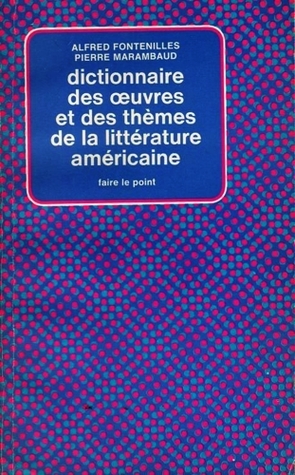 ALFRED FONTENILLES
PIERRE MARAMBAUD
dictionnaire
des œuvres
et des thèmes
de la littérature
américaine
faire le point